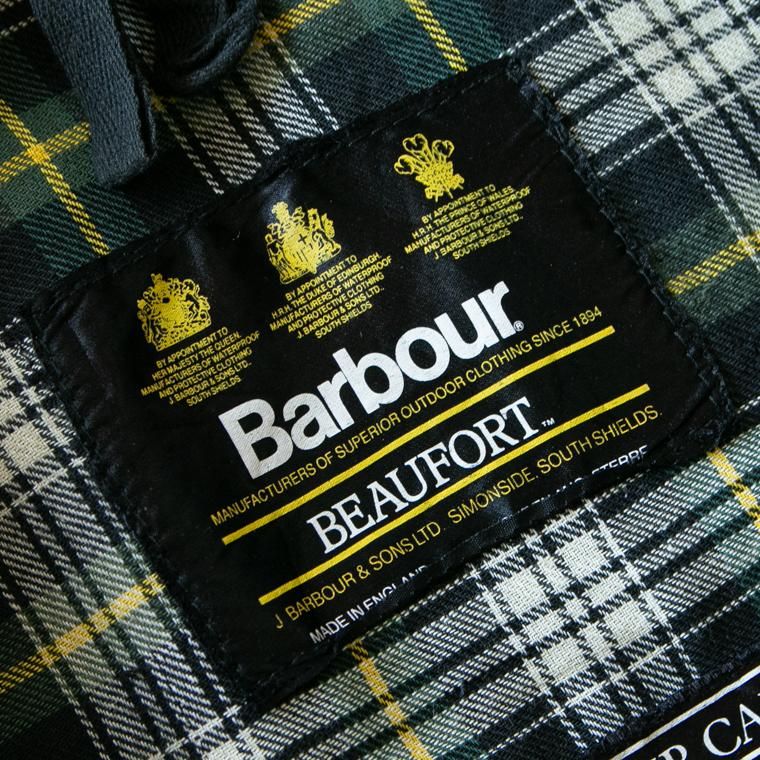 BY APPOINTMENT TO
HER MAJESTY THE QUEEN,
MANUFACTURERS OF WATERPROOF
AND PROTECTIVE CLOTHING
J BARBOUR & SONS LTD.,
SOUTH SHIELDS
BY APPOINTMENT TO
H.R.H. THE DUKE OF EDINBURGH,
MANUFACTURERS OF WATERPROOF
AND PROTECTIVE CLOTHING
J. BARBOUR & SONS LTD.,
SOUTH SHIELDS
BY APPOINTMENT TO
H.R.H. THE PRINCE OF WALES
MANUFACTURERS OF WATERPROOF
AND PROTECTIVE CLOTHING
J BARBOUR & SONS LTD.,
SOUTH SHIELDS
Barbour®
MANUFACTURERS OF SUPERIOR OUTDOOR CLOTHING SINCE 1894
BEAUFORT™
J BARBOUR & SONS LTD. SIMONSIDE. SOUTH SHIELDS.
MADE IN ENGLAND
CA